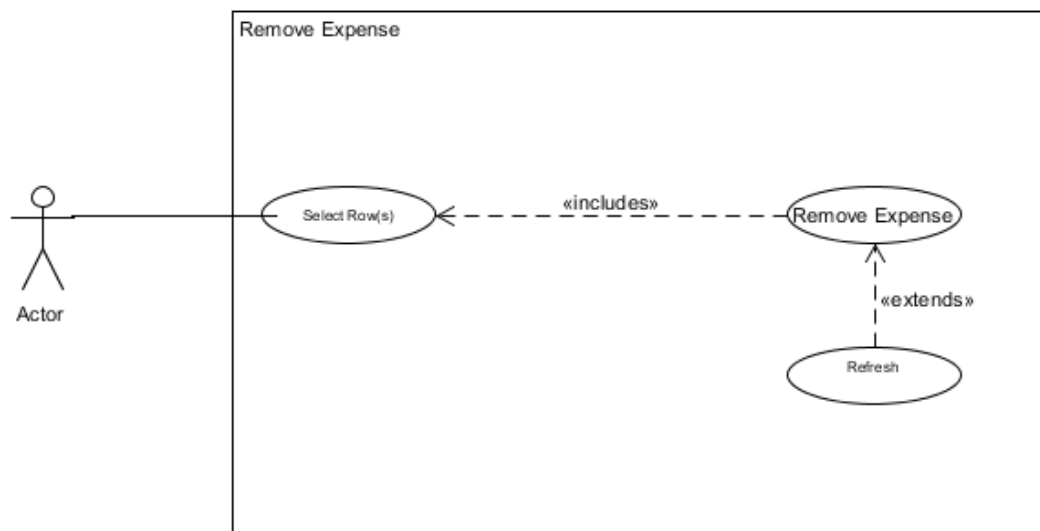 Remove Expense
Select Row(s)
«includes»
Remove Expense
«extends»
Actor
Refresh